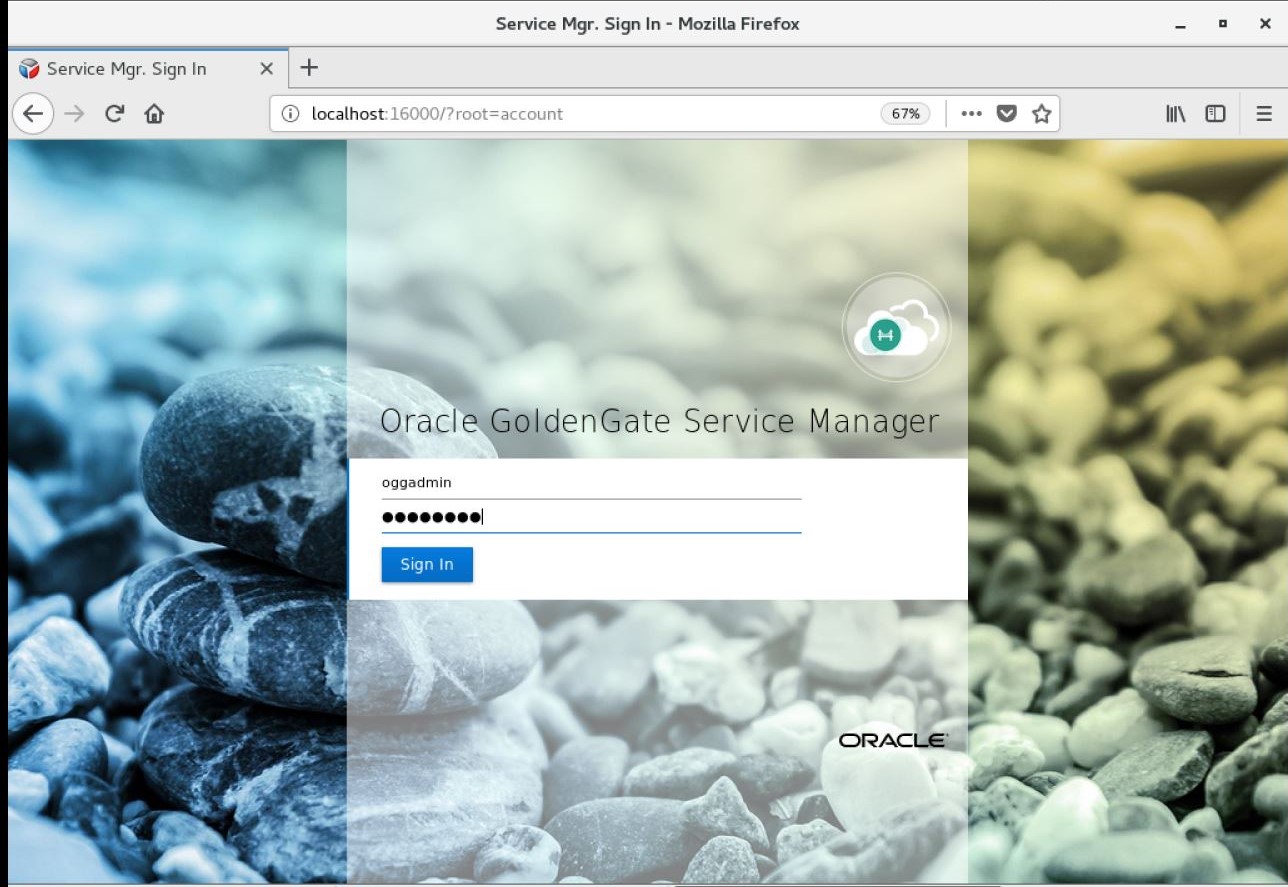 Service Mgr. Sign In - Mozilla Firefox
Service Mgr. Sign In
localhost:16000/?root=account
67%
Oracle GoldenGate Service Manager
oggadmin
●●●●●●●●
Sign In
ORACLE